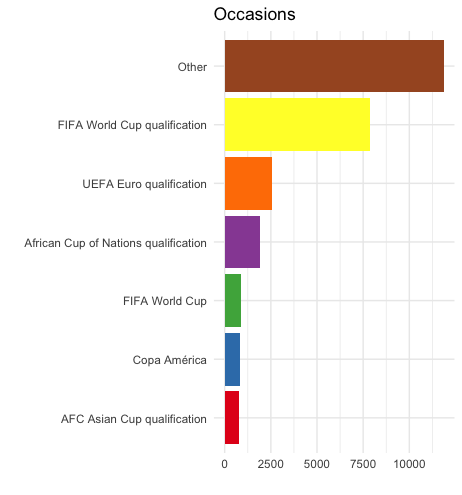 Occasions
Other
FIFA World Cup qualification
UEFA Euro qualification
African Cup of Nations qualification
FIFA World Cup
Copa América
AFC Asian Cup qualification
0 2500 5000 7500 10000